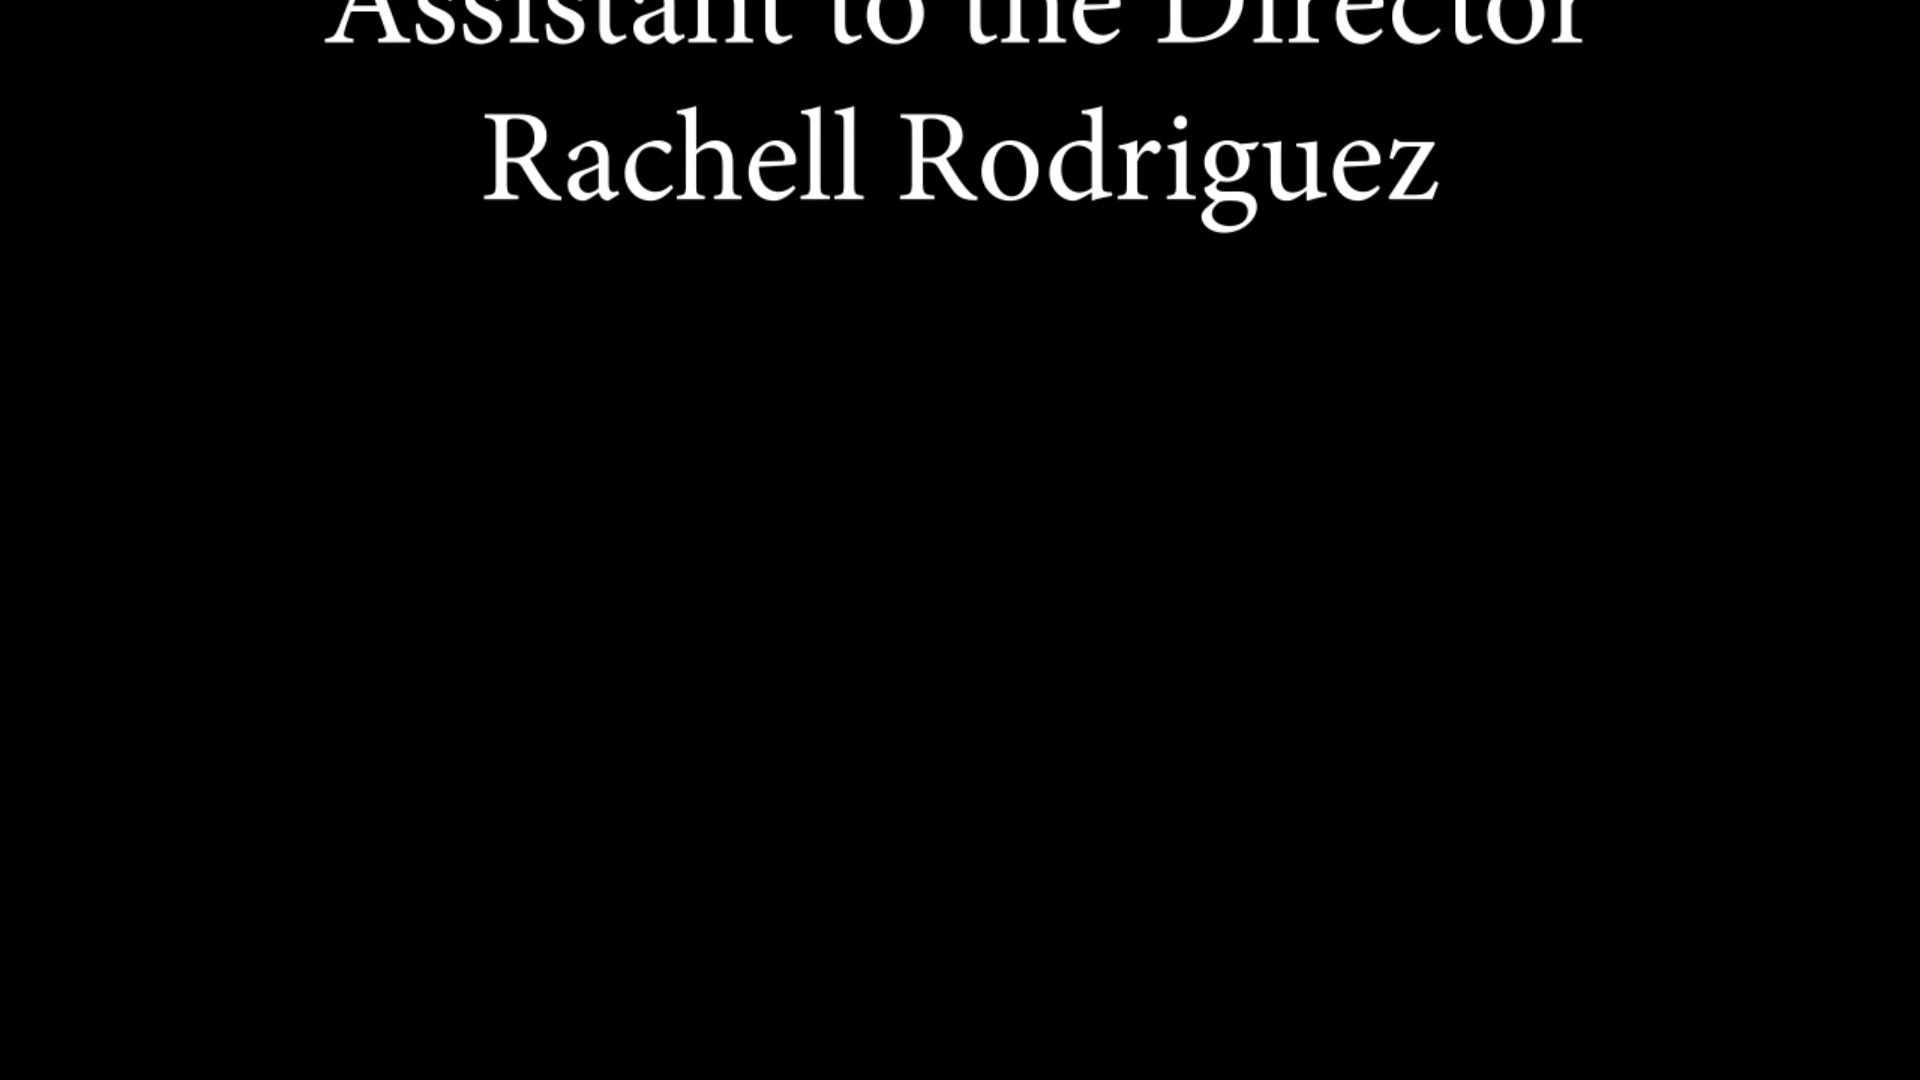 Assistant to the Director
Rachell Rodriguez